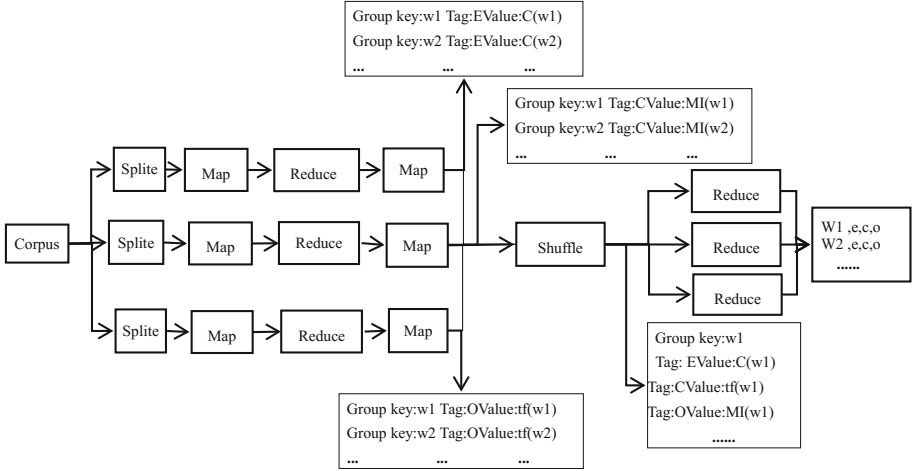 Group key:w1 Tag:EValue:C(w1)
Group key:w2 Tag:EValue:C(w2)
... ... ...
Group key:w1 Tag:CValue:MI(w1)
Group key:w2 Tag:CValue:MI(w2)
... ... ...
Splite Map Reduce Map
Corpus Splite Map Reduce Map Shuffle
Splite Map Reduce Map
Reduce
Reduce
Reduce
W1 ,e,c,o
W2 ,e,c,o
......
Group key:w1
Tag: EValue:C(w1)
Tag:CValue:tf(w1)
Tag:OValue:MI(w1)
......
Group key:w1 Tag:OValue:tf(w1)
Group key:w2 Tag:OValue:tf(w2)
... ... ...